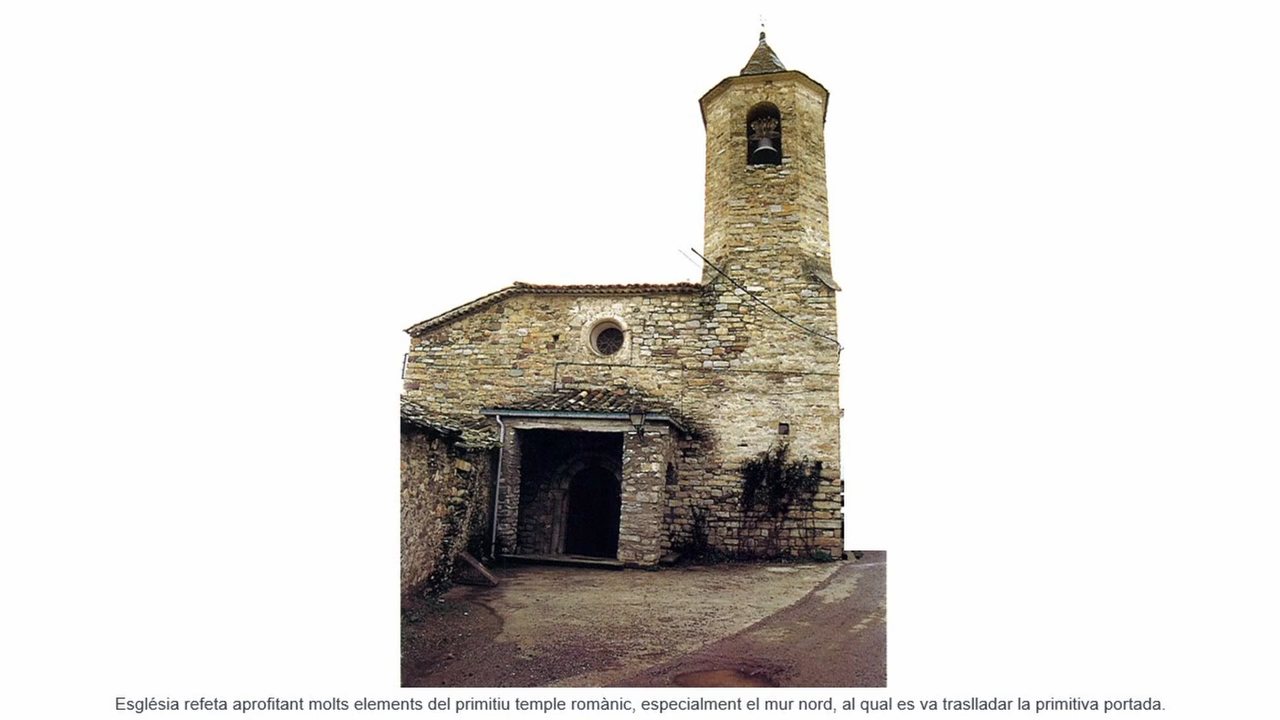 Església refeta aprofitant molts elements del primitiu temple romànic, especialment el mur nord, al qual es va traslladar la primitiva portada.